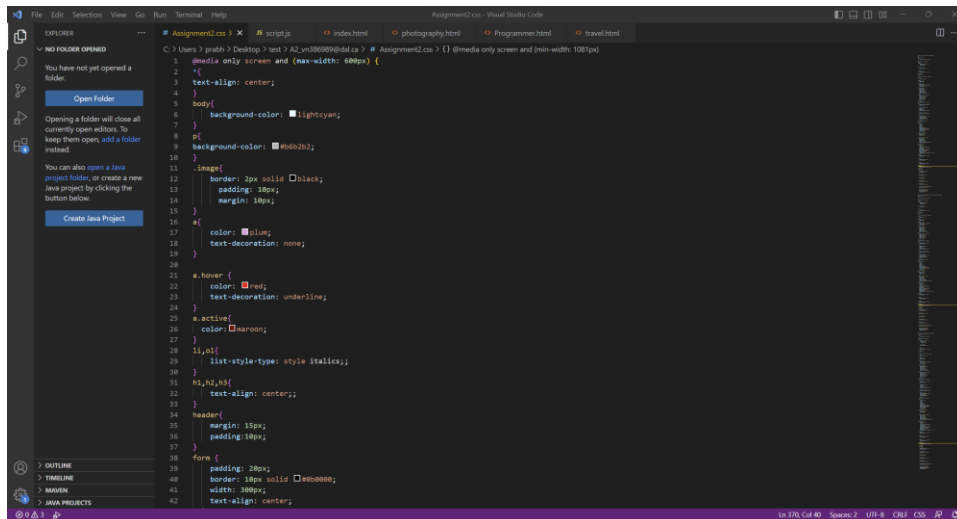 File Edit Selection View Go Run Terminal Help
Assignment2.css - Visual Studio Code
EXPLORER ···
NO FOLDER OPENED
You have not yet opened a
folder.
Open Folder
Opening a folder will close all
currently open editors. To
keep them open, add a folder
instead.
You can also open a Java
project folder, or create a new
Java project by clicking the
button below.
Create Java Project
OUTLINE
TIMELINE
MAVEN
JAVA PROJECTS
# Assignment2.css 3 × JS script.js <> index.html <> photography.html <> Programmer.html <> travel.html
C: > Users > prabh > Desktop > test > A2_vn386989@dal.ca > # Assignment2.css > {} @media only screen and (min-width: 1081px)
1 @media only screen and (max-width: 600px) {
2 *{
3 text-align: center;
4 }
5 body{
6 background-color: lightcyan;
7 }
8 p{
9 background-color: #b6b2b2;
10 }
11 .image{
12 border: 2px solid black;
13 padding: 10px;
14 margin: 10px;
15 }
16 a{
17 color: plum;
18 text-decoration: none;
19 }
20
21 a.hover {
22 color: red;
23 text-decoration: underline;
24 }
25 a.active{
26 color: maroon;
27 }
28 li,ol{
29 list-style-type: style italics;;
30 }
31 h1,h2,h3{
32 text-align: center;;
33 }
34 header{
35 margin: 15px;
36 padding:10px;
37 }
38 form {
39 padding: 20px;
40 border: 10px solid #0b0000;
41 width: 300px;
42 text-align: center;
0 3 Ln 370, Col 40 Spaces: 2 UTF-8 CRLF CSS